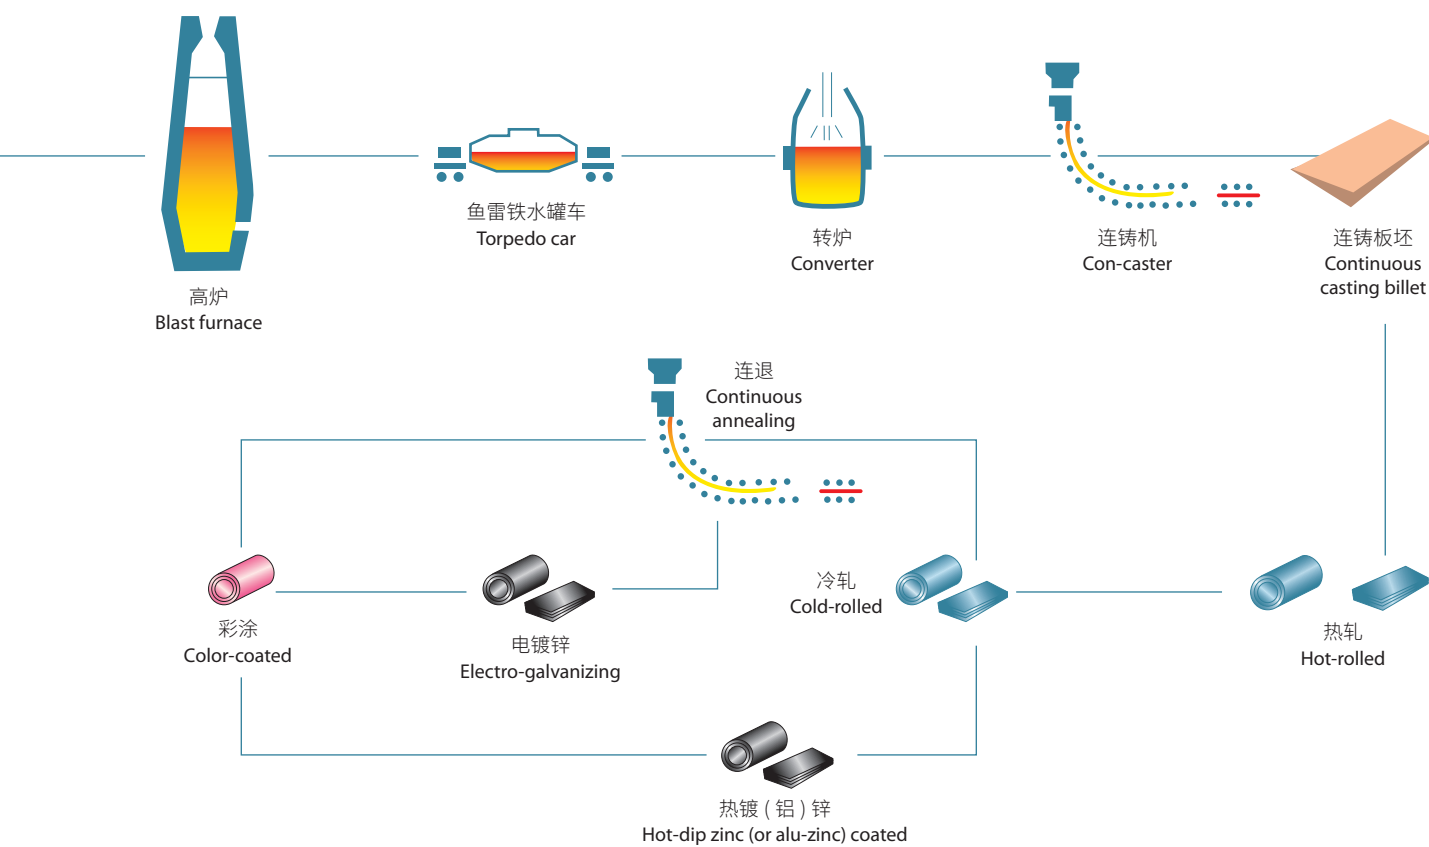 高炉
Blast furnace
鱼雷铁水罐车
Torpedo car
转炉
Converter
连铸机
Con-caster
连铸板坯
Continuous
casting billet
连退
Continuous
annealing
彩涂
Color-coated
电镀锌
Electro-galvanizing
冷轧
Cold-rolled
热轧
Hot-rolled
热镀 ( 铝 ) 锌
Hot-dip zinc (or alu-zinc) coated